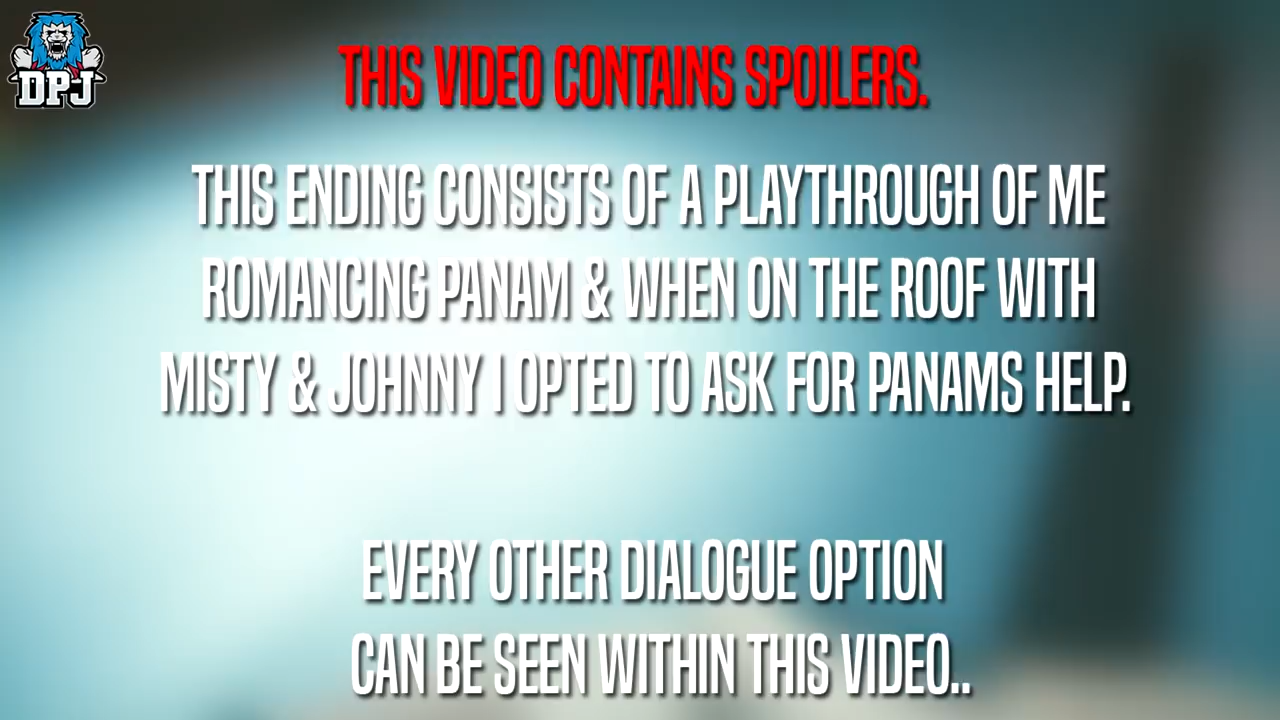 DPJ
THIS VIDEO CONTAINS SPOILERS.
THIS ENDING CONSISTS OF A PLAYTHROUGH OF ME
ROMANCING PANAM & WHEN ON THE ROOF WITH
MISTY & JOHNNY I OPTED TO ASK FOR PANAMS HELP.
EVERY OTHER DIALOGUE OPTION
CAN BE SEEN WITHIN THIS VIDEO..